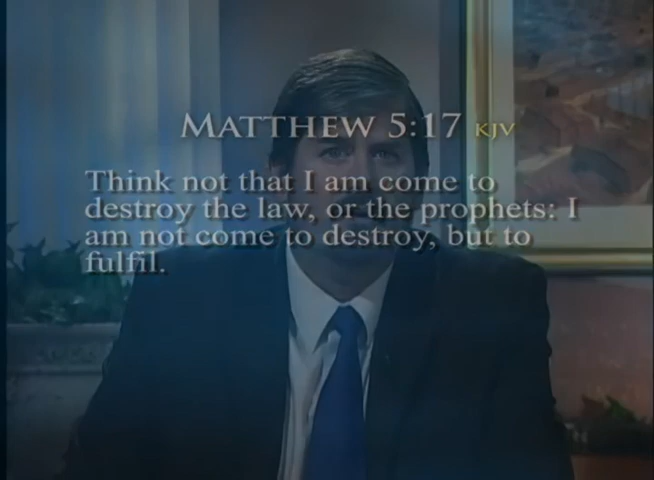 MATTHEW 5:17 KJV
Think not that I am come to
destroy the law, or the prophets: I
am not come to destroy, but to
fulfil.